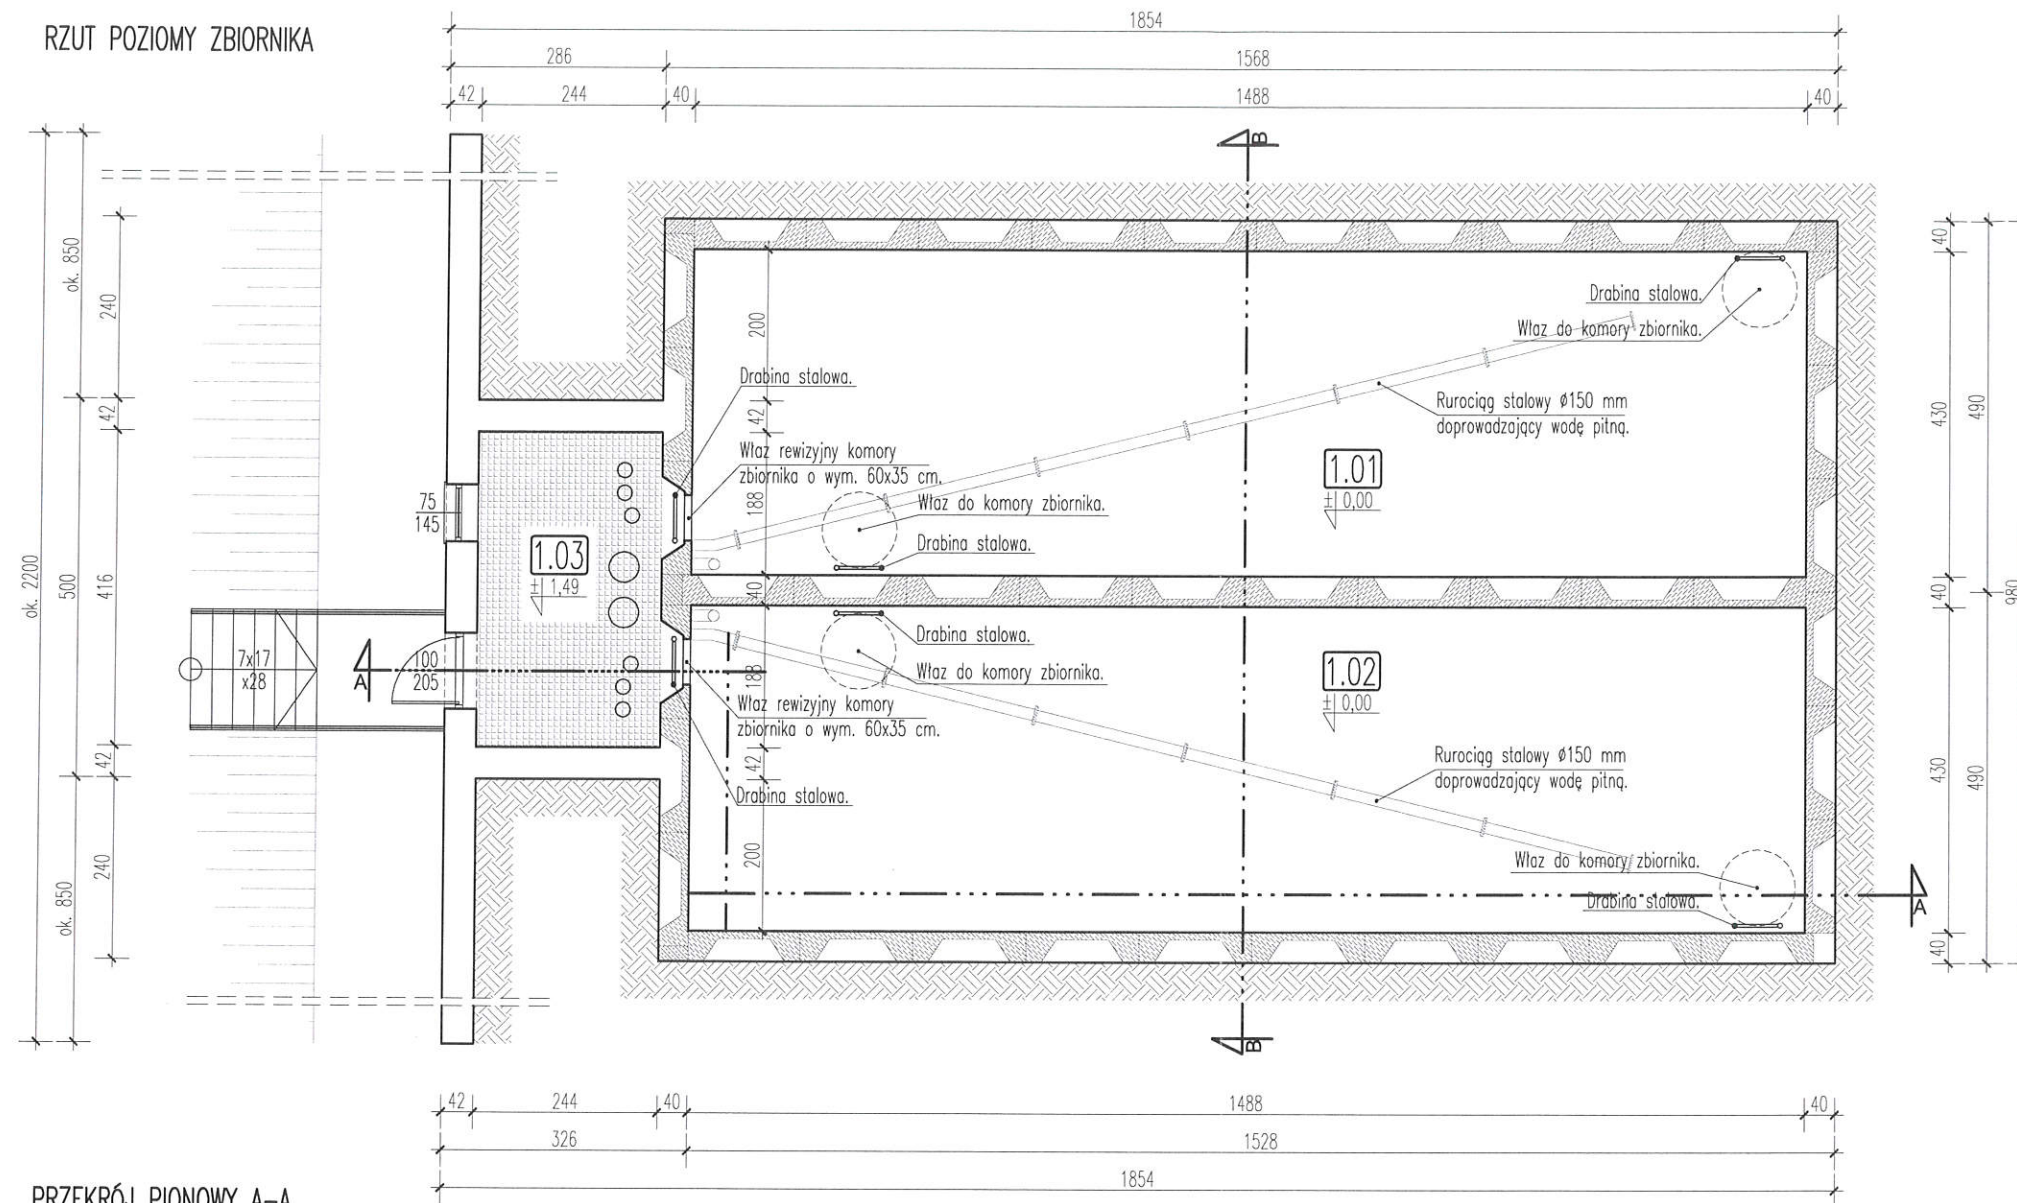 RZUT POZIOMY ZBIORNIKA
1854
286
1568
42
244
40
1488
40
B
ok. 2200
ok. 850
500
ok. 850
240
42
416
42
240
200
42
188
40
188
42
200
Drabina stalowa.
Właz do komory zbiornika.
Rurociąg stalowy ø150 mm
doprowadzający wodę pitną.
Drabina stalowa.
Właz rewizyjny komory
zbiornika o wym. 60x35 cm.
Właz do komory zbiornika.
Drabina stalowa.
1.01
± 0,00
75
145
1.03
± 1,49
7x17
x28
A
100
205
Drabina stalowa.
Właz do komory zbiornika.
Właz rewizyjny komory
zbiornika o wym. 60x35 cm.
Drabina stalowa.
1.02
± 0,00
Rurociąg stalowy ø150 mm
doprowadzający wodę pitną.
Właz do komory zbiornika.
Drabina stalowa.
A
40
430
40
430
40
490
490
980
B
42
244
40
1488
40
326
1528
1854
PRZEKRÓJ PIONOWY A-A